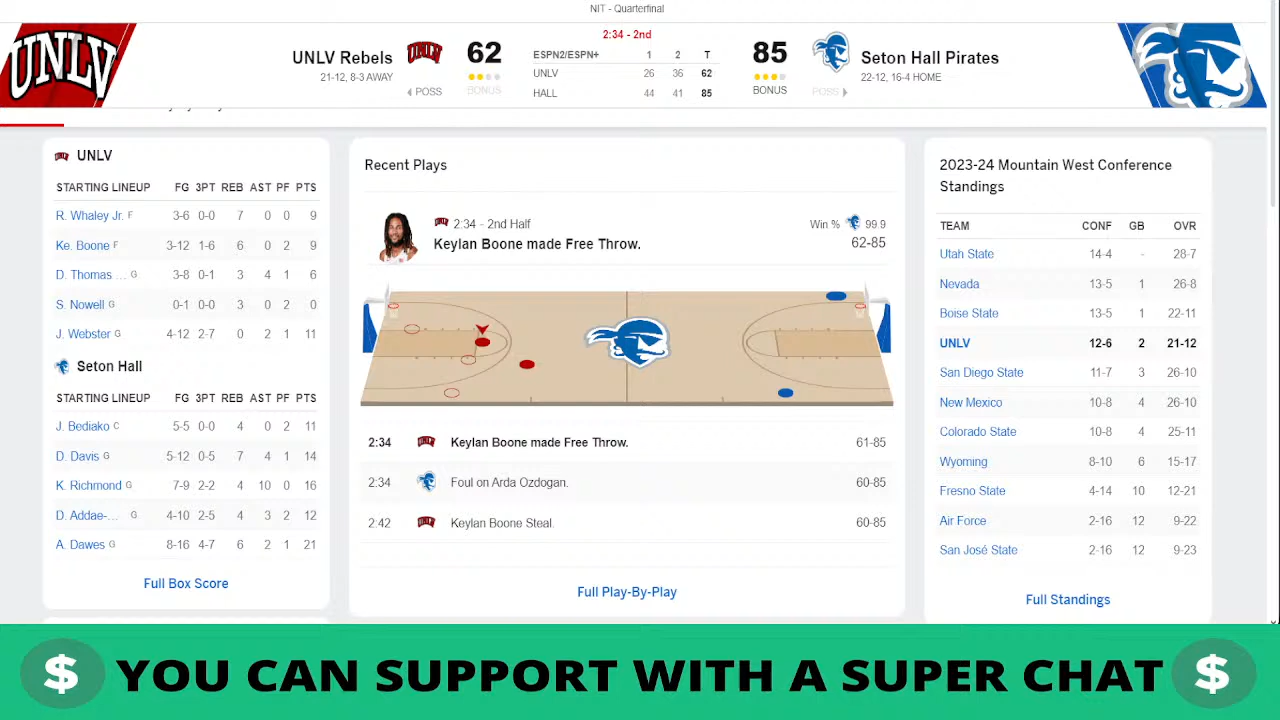 NIT - Quarterfinal
UNLV
UNLV Rebels
21-12, 8-3 AWAY
UNLV
62
POSS
BONUS
2:34 - 2nd
ESPN2/ESPN+ 1 2 T
UNLV 26 36 62
HALL 44 41 85
85
BONUS
POSS
Seton Hall Pirates
22-12, 16-4 HOME
UNLV
STARTING LINEUP FG 3PT REB AST PF PTS
R. Whaley Jr. F 3-6 0-0 7 0 0 9
Ke. Boone F 3-12 1-6 6 0 2 9
D. Thomas ... G 3-8 0-1 3 4 1 6
S. Nowell G 0-1 0-0 3 0 2 0
J. Webster G 4-12 2-7 0 2 1 11
Seton Hall
STARTING LINEUP FG 3PT REB AST PF PTS
J. Bediako C 5-5 0-0 4 0 2 11
D. Davis G 5-12 0-5 7 4 1 14
K. Richmond G 7-9 2-2 4 10 0 16
D. Addae-... G 4-10 2-5 4 3 2 12
A. Dawes G 8-16 4-7 6 2 1 21
Full Box Score
Recent Plays
2:34 - 2nd Half
Keylan Boone made Free Throw.
Win % 99.9
62-85
2:34 Keylan Boone made Free Throw. 61-85
2:34 Foul on Arda Ozdogan. 60-85
2:42 Keylan Boone Steal. 60-85
Full Play-By-Play
2023-24 Mountain West Conference
Standings
TEAM CONF GB OVR
Utah State 14-4 - 28-7
Nevada 13-5 1 26-8
Boise State 13-5 1 22-11
UNLV 12-6 2 21-12
San Diego State 11-7 3 26-10
New Mexico 10-8 4 26-10
Colorado State 10-8 4 25-11
Wyoming 8-10 6 15-17
Fresno State 4-14 10 12-21
Air Force 2-16 12 9-22
San José State 2-16 12 9-23
Full Standings
$ YOU CAN SUPPORT WITH A SUPER CHAT $